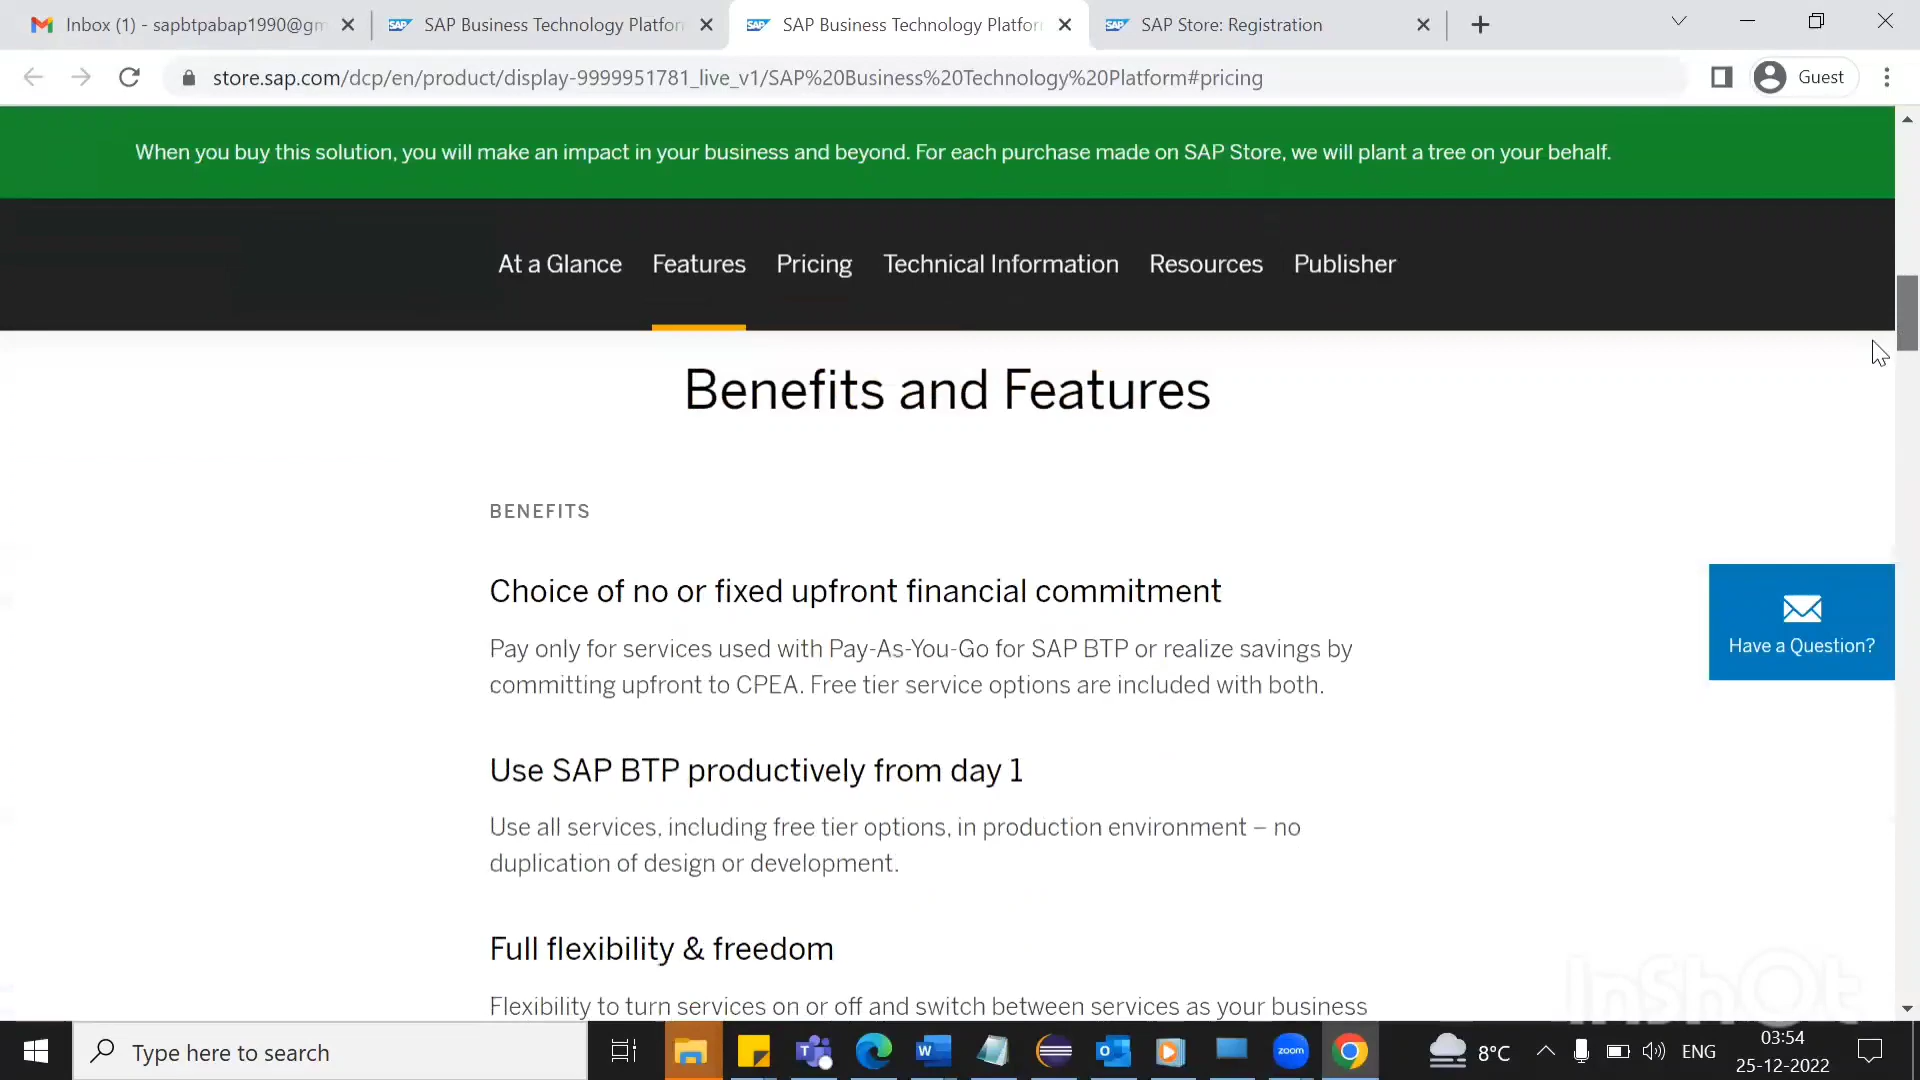 Inbox (1) - sapbtpabap1990@gm
SAP Business Technology Platfor
SAP Business Technology Platfor
SAP Store: Registration
store.sap.com/dcp/en/product/display-9999951781_live_v1/SAP%20Business%20Technology%20Platform#pricing
Guest
When you buy this solution, you will make an impact in your business and beyond. For each purchase made on SAP Store, we will plant a tree on your behalf.
At a Glance Features Pricing Technical Information Resources Publisher
Benefits and Features
BENEFITS
Choice of no or fixed upfront financial commitment
Pay only for services used with Pay-As-You-Go for SAP BTP or realize savings by
committing upfront to CPEA. Free tier service options are included with both.
Have a Question?
Use SAP BTP productively from day 1
Use all services, including free tier options, in production environment – no
duplication of design or development.
Full flexibility & freedom
Flexibility to turn services on or off and switch between services as your business
InShOt
Type here to search
zoom
8°C
ENG
03:54
25-12-2022